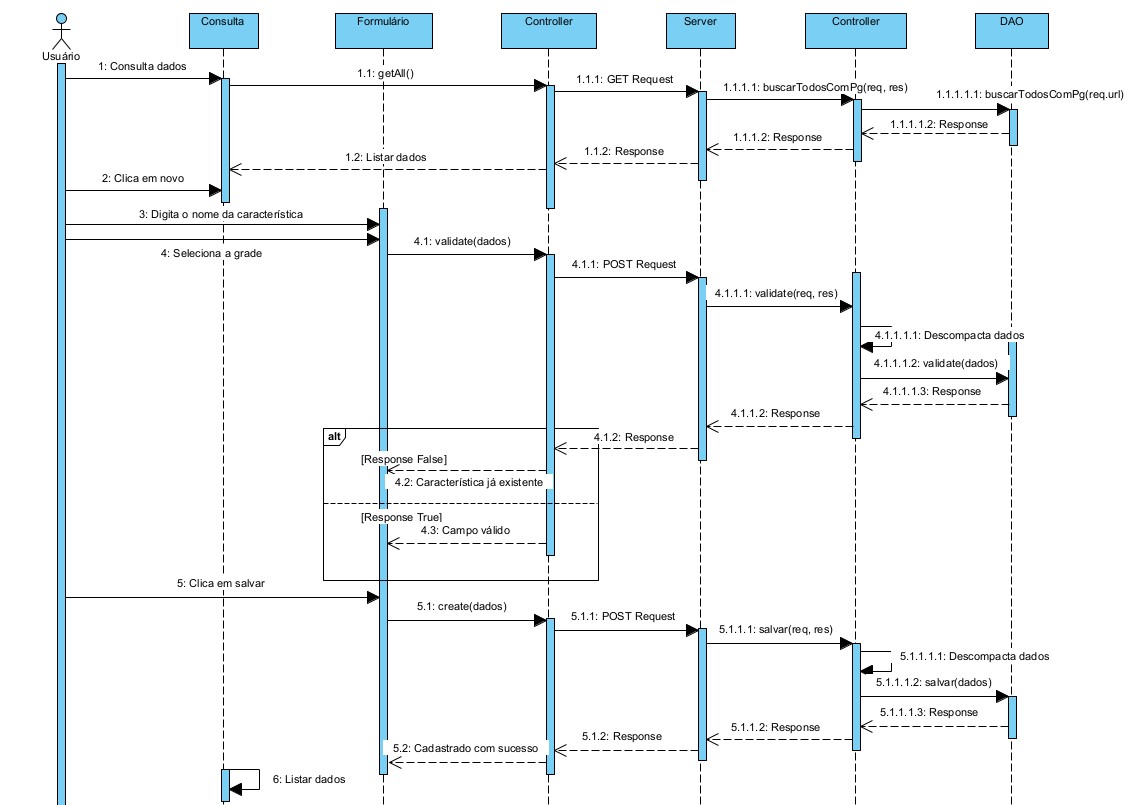 Usuário
Consulta
Formulário
Controller
Server
Controller
DAO
1: Consulta dados
1.1: getAll()
1.1.1: GET Request
1.1.1.1: buscarTodosComPg(req, res)
1.1.1.1.1: buscarTodosComPg(req.url)
1.1.1.1.2: Response
1.1.1.2: Response
1.1.2: Response
1.2: Listar dados
2: Clica em novo
3: Digita o nome da característica
4: Seleciona a grade
4.1: validate(dados)
4.1.1: POST Request
4.1.1.1: validate(req, res)
4.1.1.1.1: Descompacta dados
4.1.1.1.2: validate(dados)
4.1.1.1.3: Response
4.1.1.2: Response
4.1.2: Response
alt
[Response False]
4.2: Característica já existente
[Response True]
4.3: Campo válido
5: Clica em salvar
5.1: create(dados)
5.1.1: POST Request
5.1.1.1: salvar(req, res)
5.1.1.1.1: Descompacta dados
5.1.1.1.2: salvar(dados)
5.1.1.1.3: Response
5.1.1.2: Response
5.1.2: Response
5.2: Cadastrado com sucesso
6: Listar dados